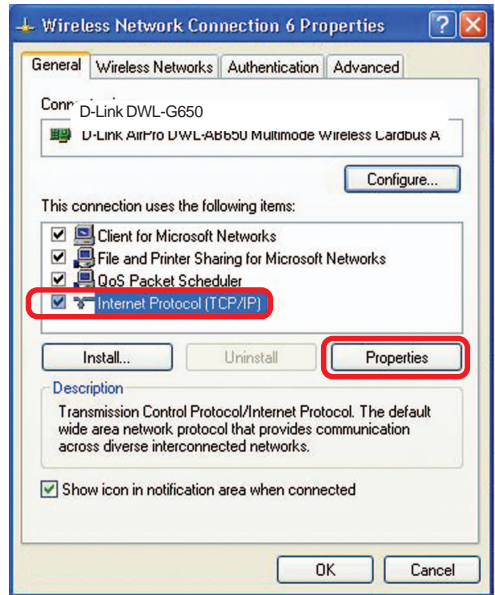 Wireless Network Connection 6 Properties
General Wireless Networks Authentication Advanced
D-Link DWL-G650
D-Link AirPro DWL-AB650 Multimode Wireless Cardbus A
Configure...
This connection uses the following items:
Client for Microsoft Networks
File and Printer Sharing for Microsoft Networks
QoS Packet Scheduler
Internet Protocol (TCP/IP)
Install... Uninstall Properties
Description
Transmission Control Protocol/Internet Protocol. The default
wide area network protocol that provides communication
across diverse interconnected networks.
Show icon in notification area when connected
OK Cancel